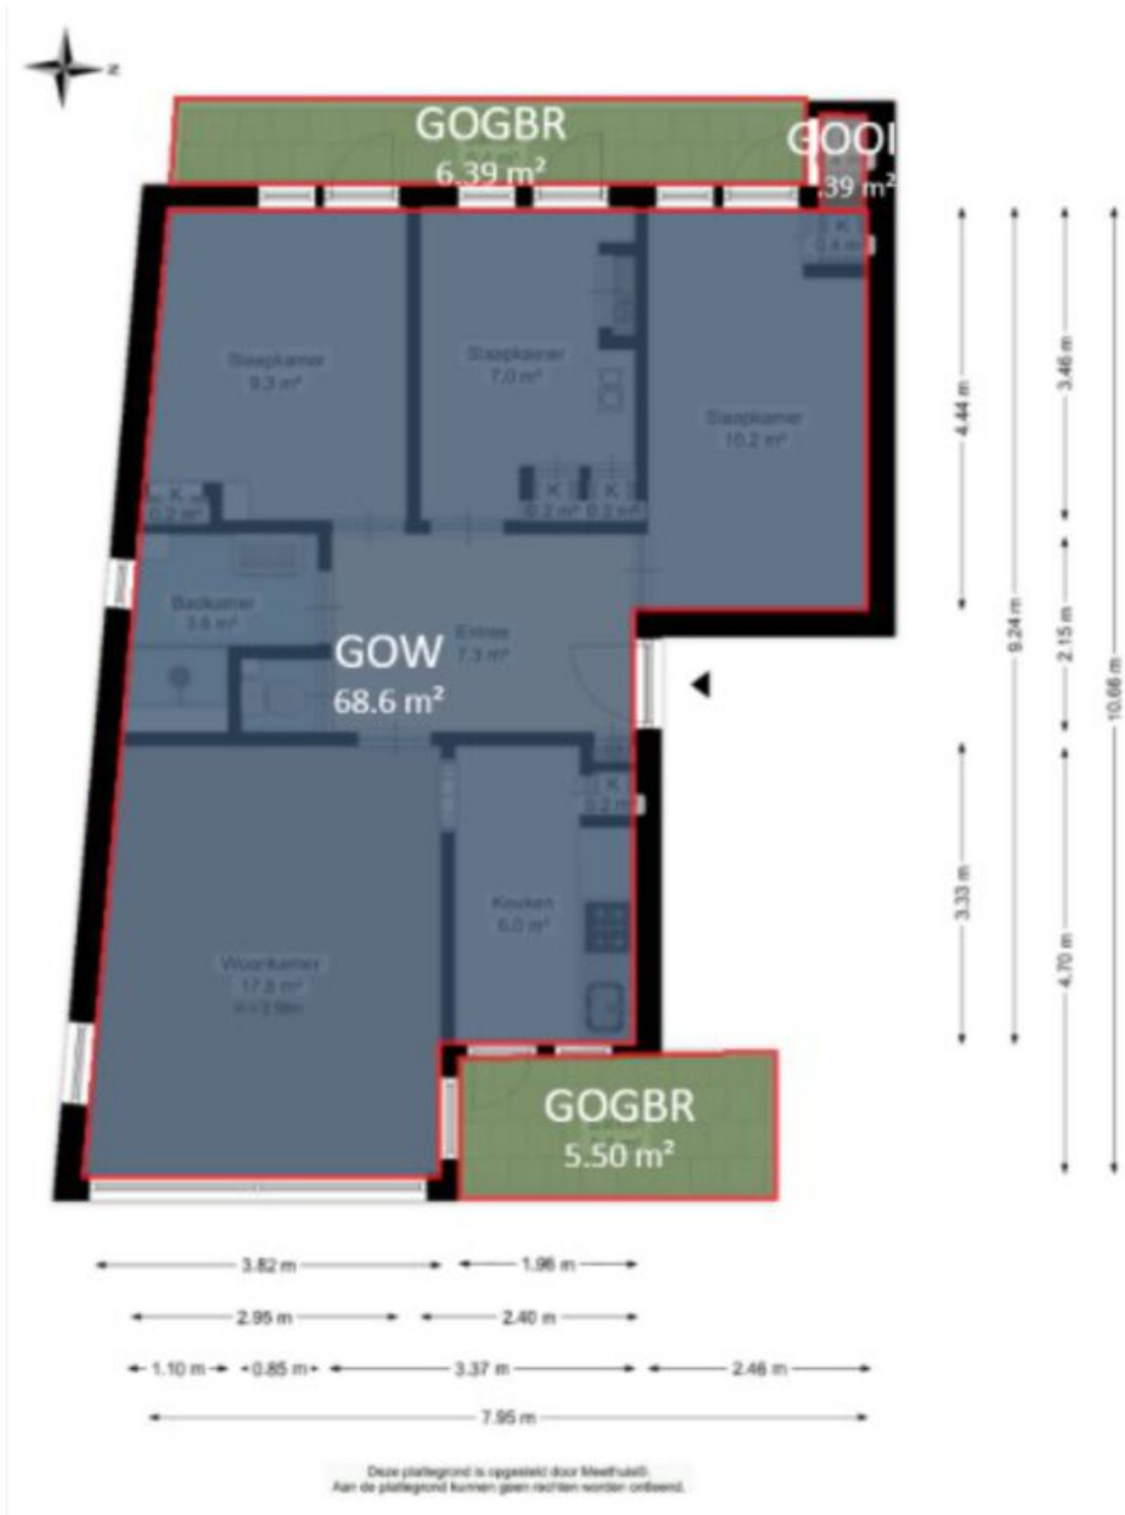 N
GOGBR
6.39 m²
GOOI
.39 m²
K
0.4 m²
Slaapkamer
9.3 m²
Slaapkamer
7.0 m²
Slaapkamer
10.2 m²
K
0.2 m²
K
0.2 m²
K
0.2 m²
Badkamer
3.6 m²
Entree
7.3 m²
GOW
68.6 m²
K
0.2 m²
Keuken
6.0 m²
Woonkamer
17.8 m²
GOGBR
5.50 m²
4.44 m
9.24 m
3.46 m
2.15 m
10.66 m
3.33 m
4.70 m
3.82 m
1.96 m
2.95 m
2.40 m
1.10 m
0.85 m
3.37 m
2.46 m
7.95 m
Deze plattegrond is opgesteld door Meethuis©.
Aan de plattegrond kunnen geen rechten worden ontleend.